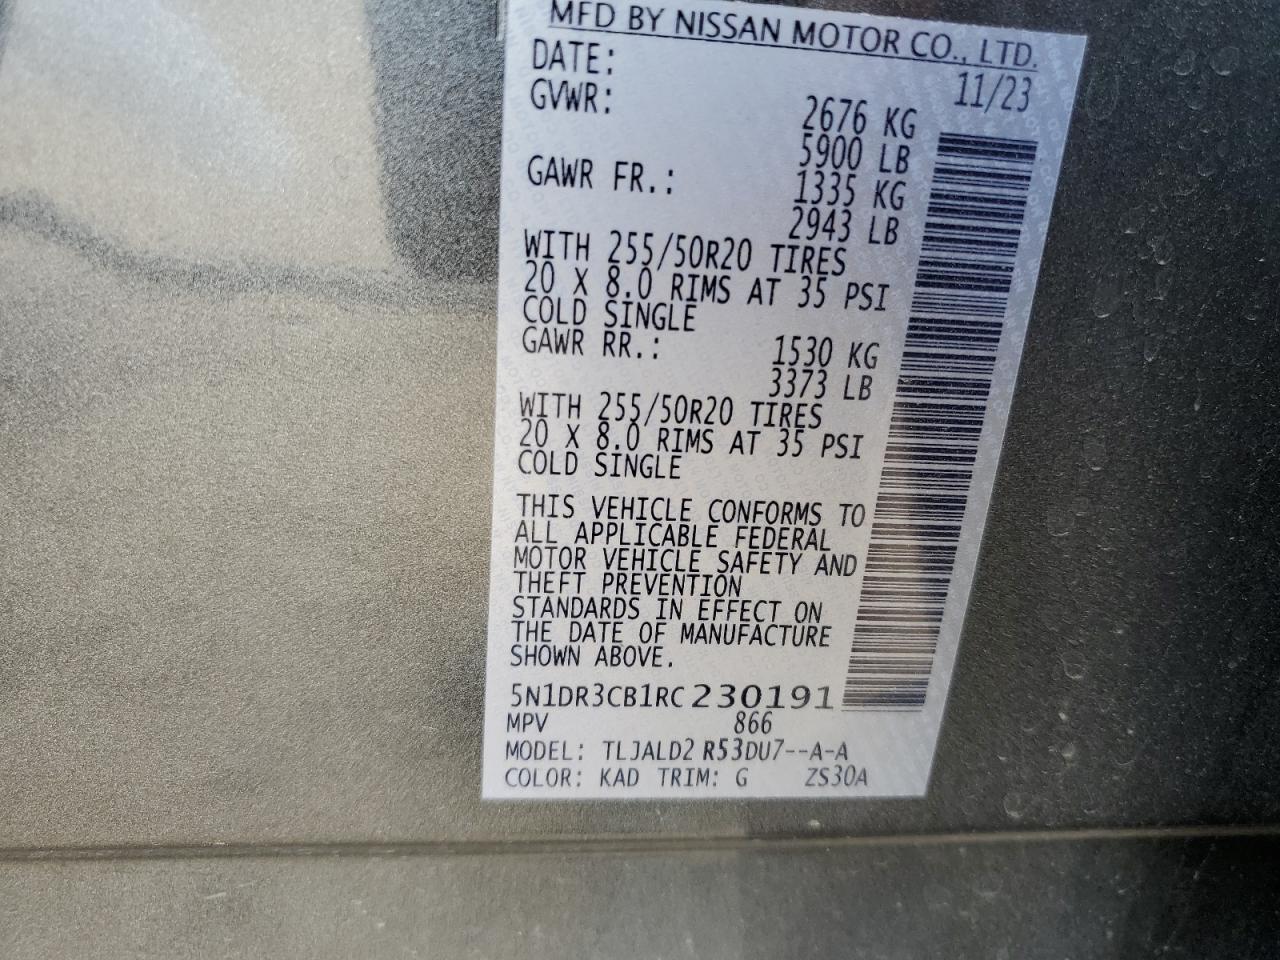 MFD BY NISSAN MOTOR CO., LTD.
DATE: 11/23
GVWR: 2676 KG
5900 LB
GAWR FR.: 1335 KG
2943 LB
WITH 255/50R20 TIRES
20 X 8.0 RIMS AT 35 PSI
COLD SINGLE
GAWR RR.: 1530 KG
3373 LB
WITH 255/50R20 TIRES
20 X 8.0 RIMS AT 35 PSI
COLD SINGLE
THIS VEHICLE CONFORMS TO
ALL APPLICABLE FEDERAL
MOTOR VEHICLE SAFETY AND
THEFT PREVENTION
STANDARDS IN EFFECT ON
THE DATE OF MANUFACTURE
SHOWN ABOVE.
5N1DR3CB1RC230191
MPV 866
MODEL: TLJALD2 R53DU7--A-A
COLOR: KAD TRIM: G ZS30A